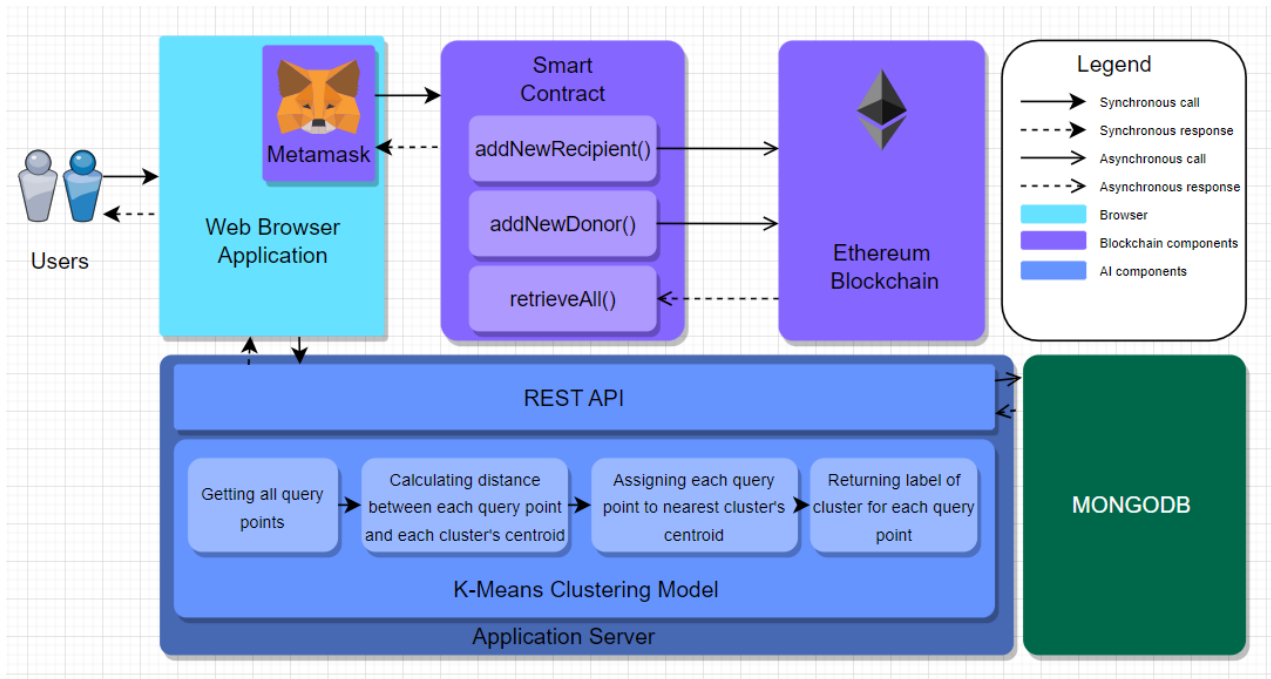 Users
Metamask
Web Browser
Application
Smart
Contract
addNewRecipient()
addNewDonor()
retrieveAll()
Ethereum
Blockchain
Legend
Synchronous call
Synchronous response
Asynchronous call
Asynchronous response
Browser
Blockchain components
AI components
REST API
Getting all query
points
Calculating distance
between each query point
and each cluster's centroid
Assigning each query
point to nearest cluster's
centroid
Returning label of
cluster for each query
point
K-Means Clustering Model
Application Server
MONGODB